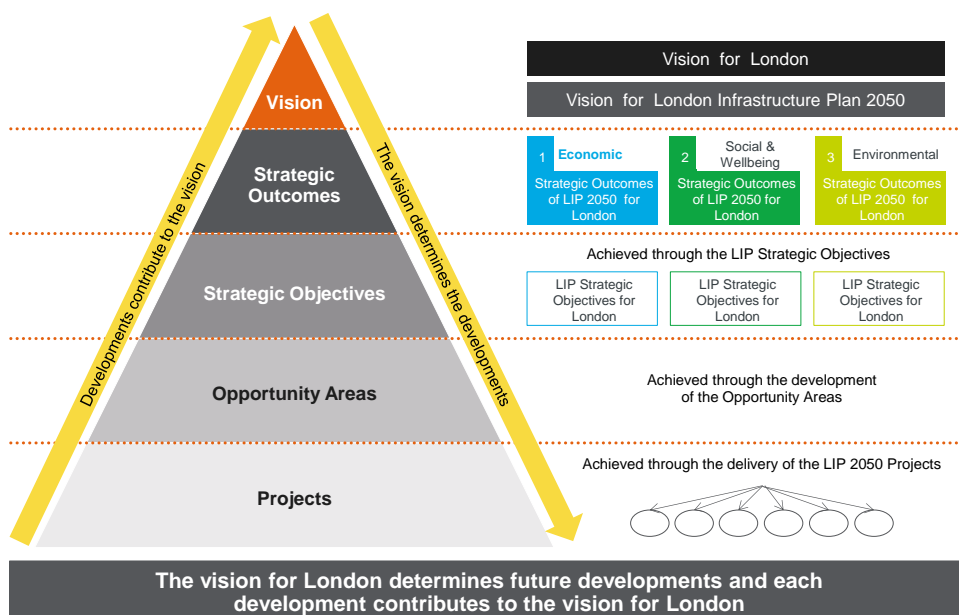 Vision for London
Vision for London Infrastructure Plan 2050
Vision
Developments contribute to the vision
The vision determines the developments
1 Economic
Strategic Outcomes
of LIP 2050 for
London
2 Social &
Wellbeing
Strategic Outcomes
of LIP 2050 for
London
3 Environmental
Strategic Outcomes
of LIP 2050 for
London
Strategic
Outcomes
Achieved through the LIP Strategic Objectives
Strategic Objectives
LIP Strategic
Objectives for
London
LIP Strategic
Objectives for
London
LIP Strategic
Objectives for
London
Opportunity Areas
Achieved through the development
of the Opportunity Areas
Projects
Achieved through the delivery of the LIP 2050 Projects
The vision for London determines future developments and each
development contributes to the vision for London